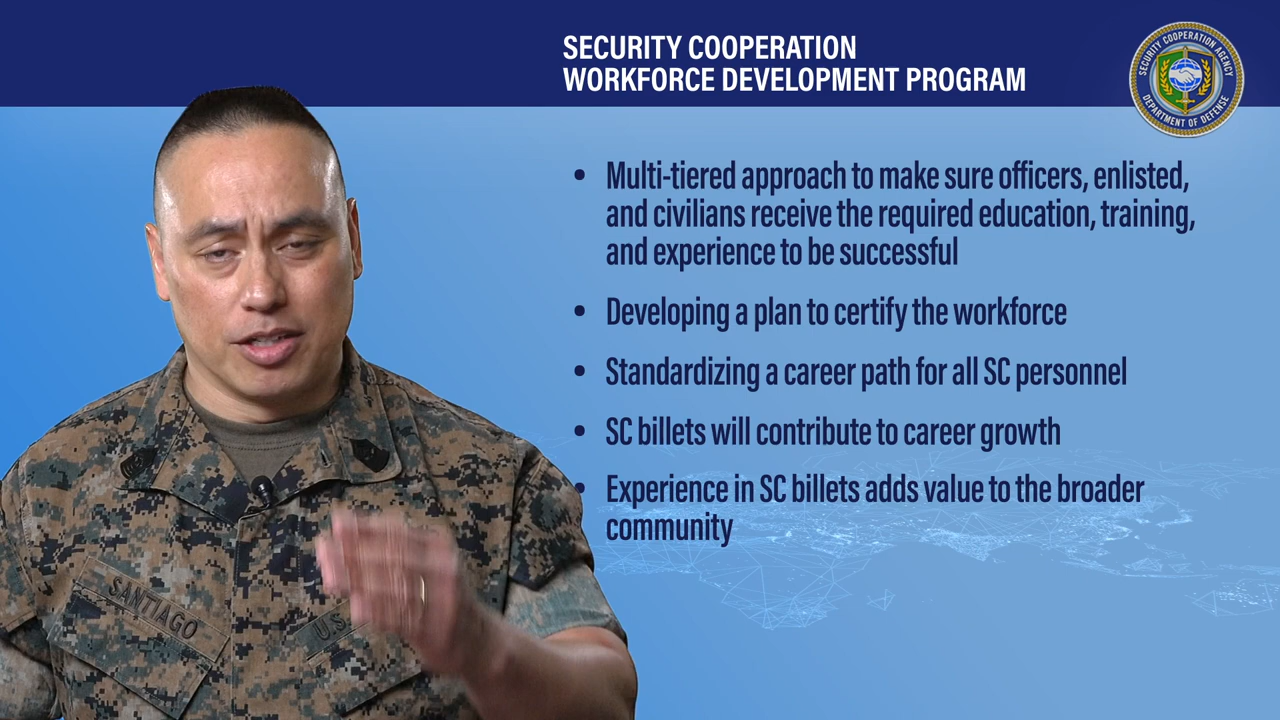 SECURITY COOPERATION
WORKFORCE DEVELOPMENT PROGRAM
SECURITY COOPERATION AGENCY
DEPARTMENT OF DEFENSE
• Multi-tiered approach to make sure officers, enlisted,
and civilians receive the required education, training,
and experience to be successful
• Developing a plan to certify the workforce
• Standardizing a career path for all SC personnel
• SC billets will contribute to career growth
• Experience in SC billets adds value to the broader
community
SANTIAGO
U.S.